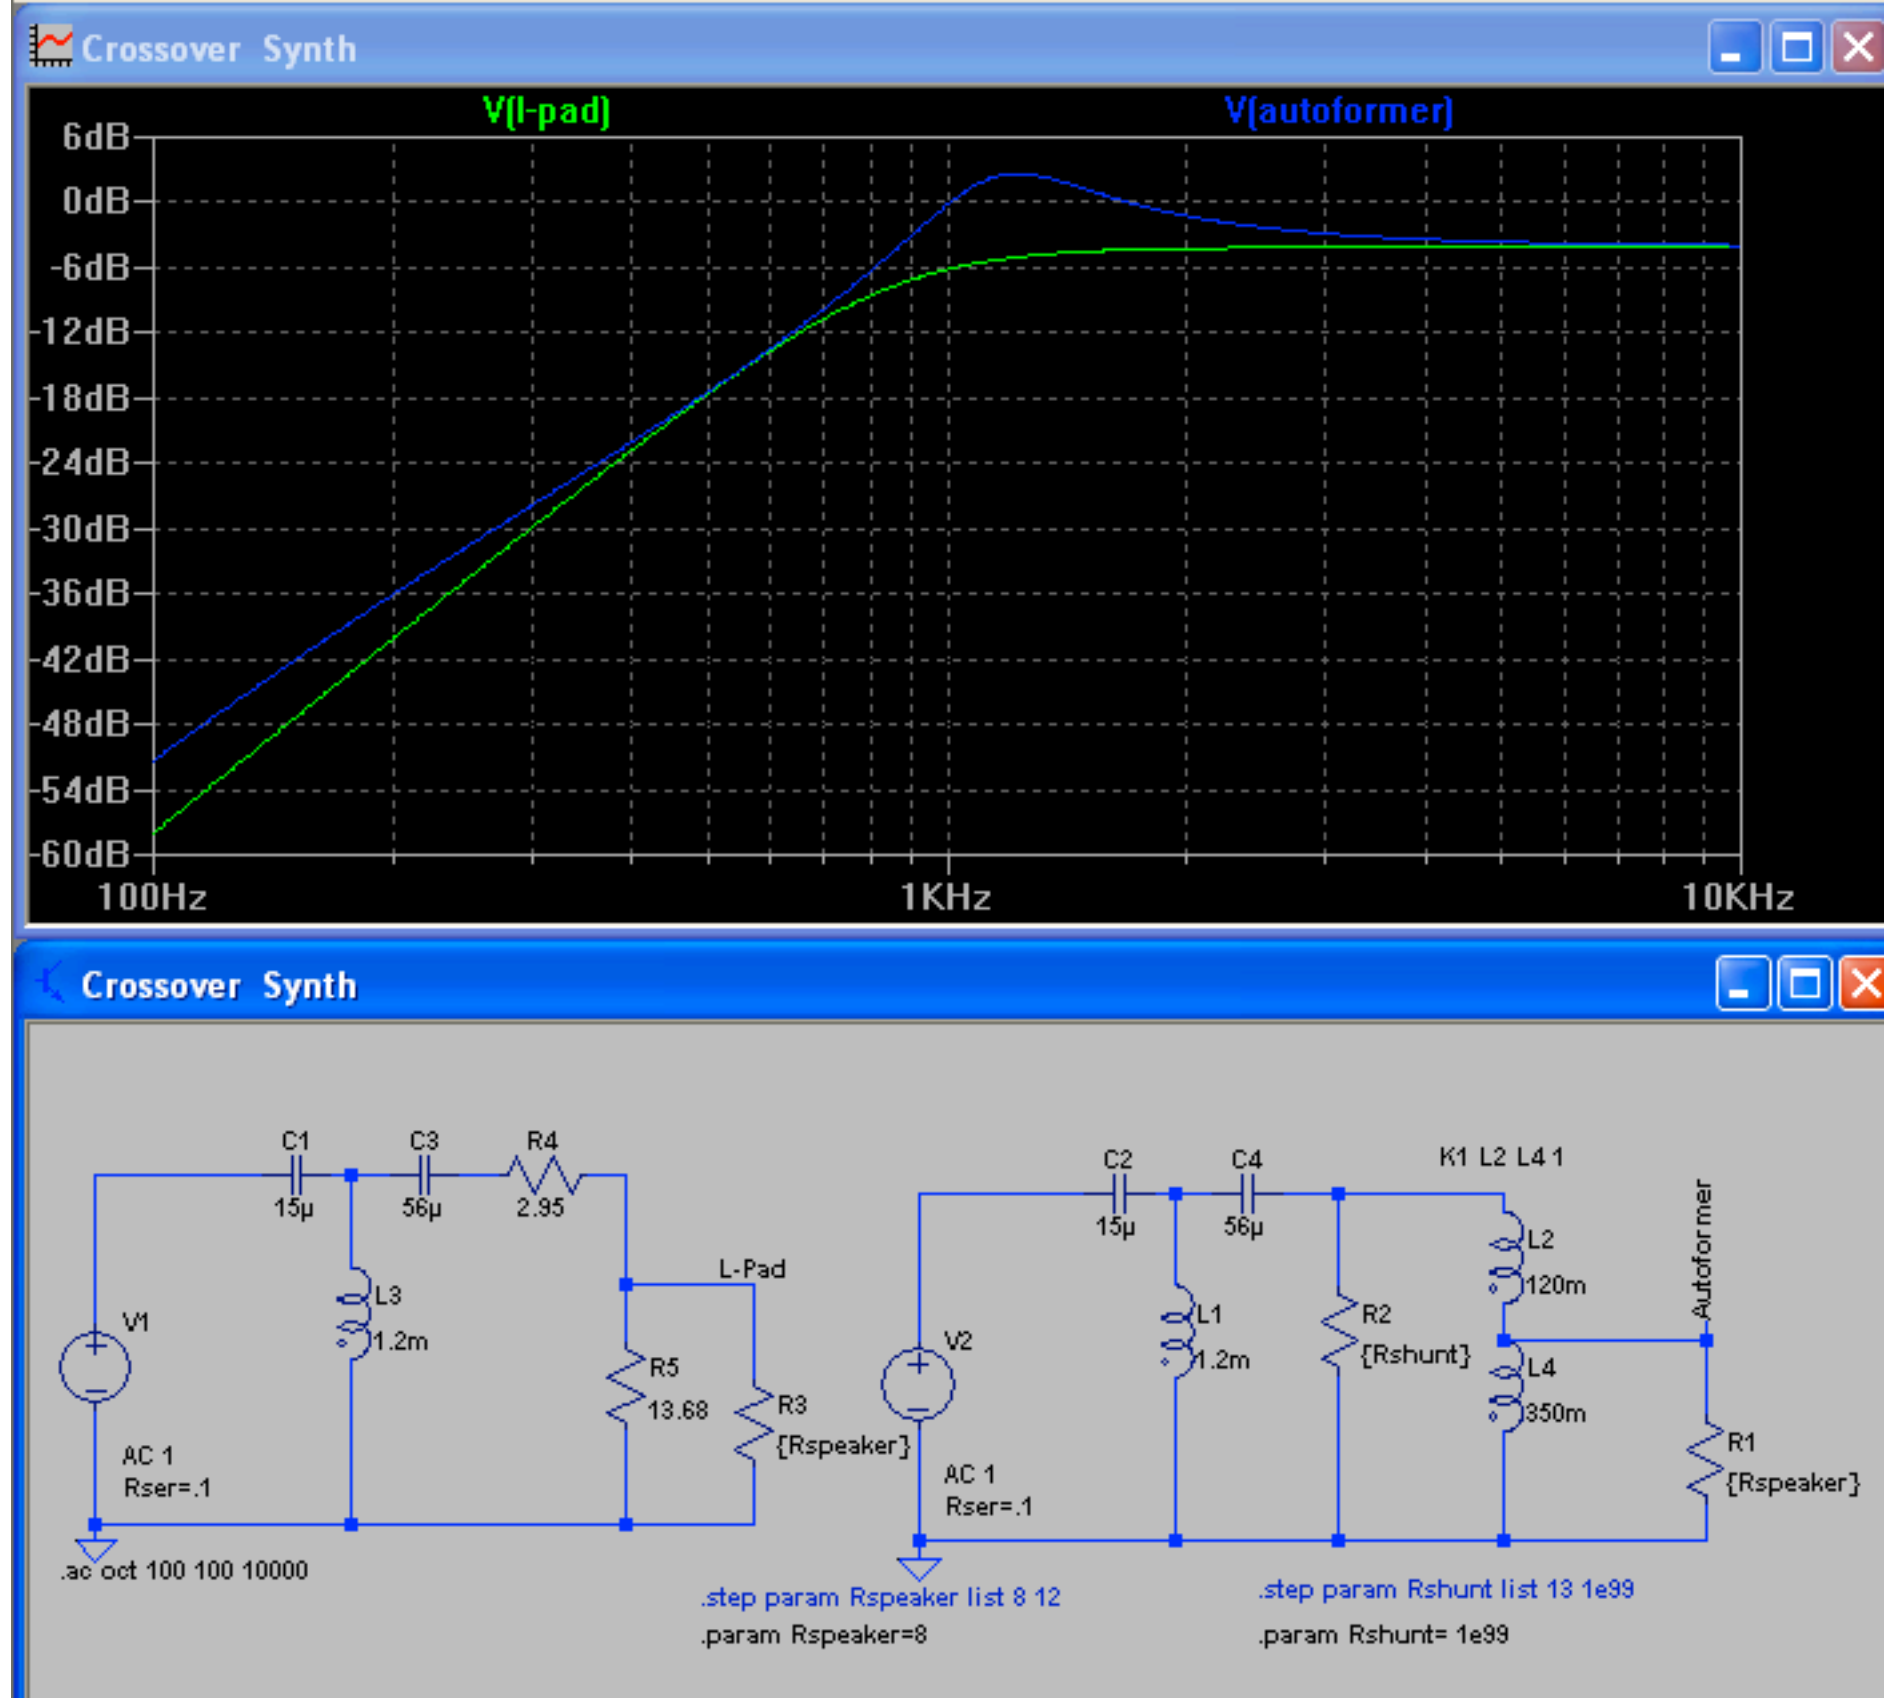 Crossover Synth
V(l-pad)
V(autoformer)
6dB
0dB
-6dB
-12dB
-18dB
-24dB
-30dB
-36dB
-42dB
-48dB
-54dB
-60dB
100Hz
1KHz
10KHz
Crossover Synth
C1
15µ
C3
56µ
R4
2.95
L-Pad
L3
1.2m
V1
AC 1
Rser=.1
R5
13.68
R3
{Rspeaker}
.ac oct 100 100 10000
C2
15µ
C4
56µ
K1 L2 L4 1
Autoformer
L2
120m
L1
1.2m
R2
{Rshunt}
L4
350m
V2
AC 1
Rser=.1
R1
{Rspeaker}
.step param Rspeaker list 8 12
.param Rspeaker=8
.step param Rshunt list 13 1e99
.param Rshunt= 1e99